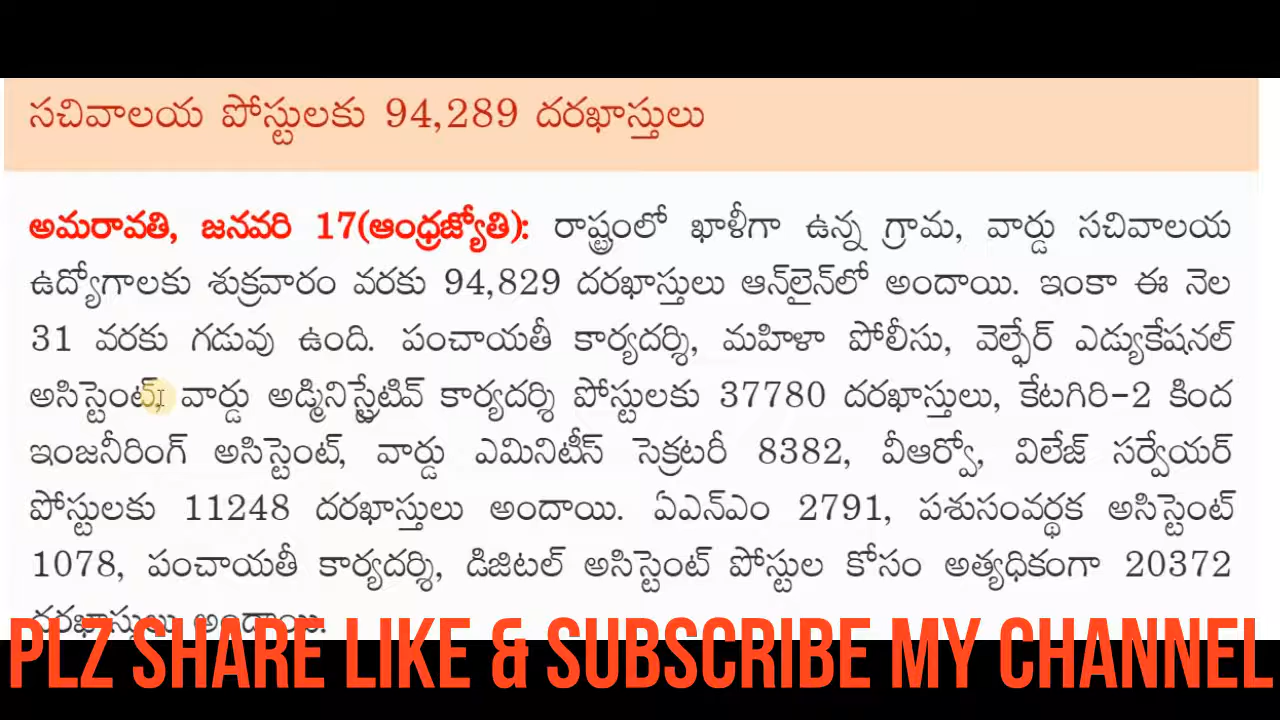 సచివాలయ పోస్టులకు 94,289 దరఖాస్తులు
అమరావతి, జనవరి 17(ఆంధ్రజ్యోతి): రాష్ట్రంలో ఖాళీగా ఉన్న గ్రామ, వార్డు సచివాలయ
ఉద్యోగాలకు శుక్రవారం వరకు 94,829 దరఖాస్తులు ఆన్‌లైన్‌లో అందాయి. ఇంకా ఈ నెల
31 వరకు గడువు ఉంది. పంచాయతీ కార్యదర్శి, మహిళా పోలీసు, వెల్ఫేర్ ఎడ్యుకేషనల్
అసిస్టెంట్, వార్డు అడ్మినిస్ట్రేటివ్ కార్యదర్శి పోస్టులకు 37780 దరఖాస్తులు, కేటగిరి-2 కింద
ఇంజనీరింగ్ అసిస్టెంట్, వార్డు ఎమినిటీస్ సెక్రటరీ 8382, వీఆర్వో, విలేజ్ సర్వేయర్
పోస్టులకు 11248 దరఖాస్తులు అందాయి. ఏఎన్ఎం 2791, పశుసంవర్థక అసిస్టెంట్
1078, పంచాయతీ కార్యదర్శి, డిజిటల్ అసిస్టెంట్ పోస్టుల కోసం అత్యధికంగా 20372
దరఖాస్తులు అందాయి.
PLZ SHARE LIKE & SUBSCRIBE MY CHANNEL